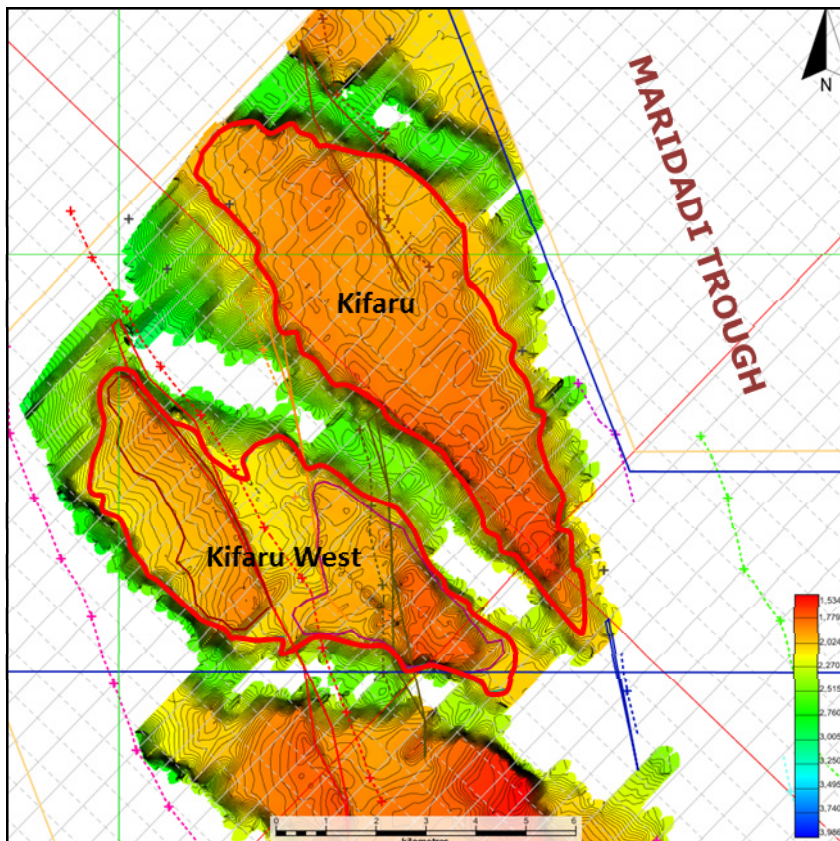 N
MARIDADI TROUGH
Kifaru
Kifaru West
1,534
1,779
2,024
2,270
2,515
2,760
3,005
3,250
3,495
3,740
3,986
0 1 2 3 4 5 6
kilometres